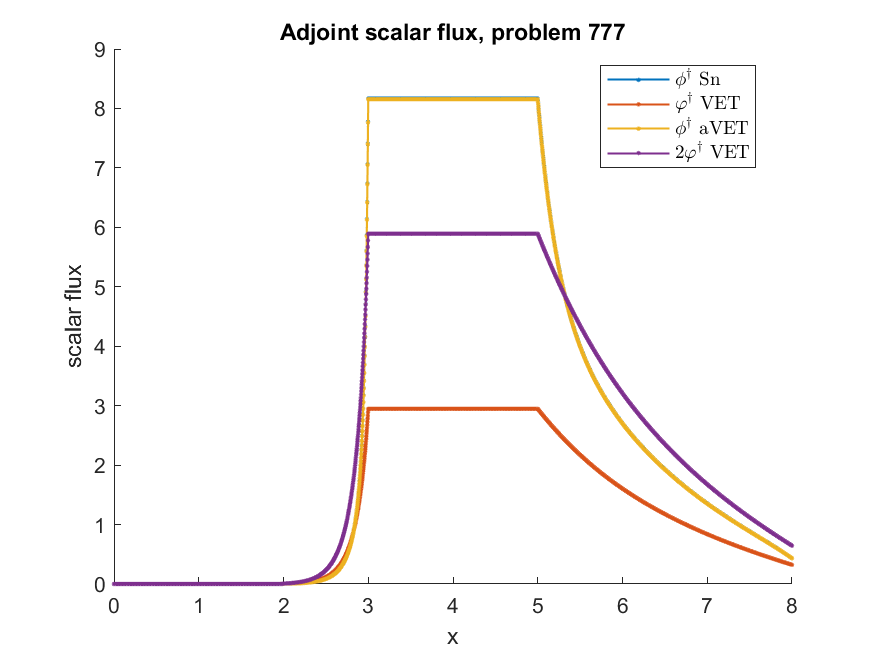 Adjoint scalar flux, problem 777
9
8
7
6
5
4
3
2
1
0
scalar flux
ϕ† Sn
φ† VET
ϕ† aVET
2φ† VET
0 1 2 3 4 5 6 7 8
x